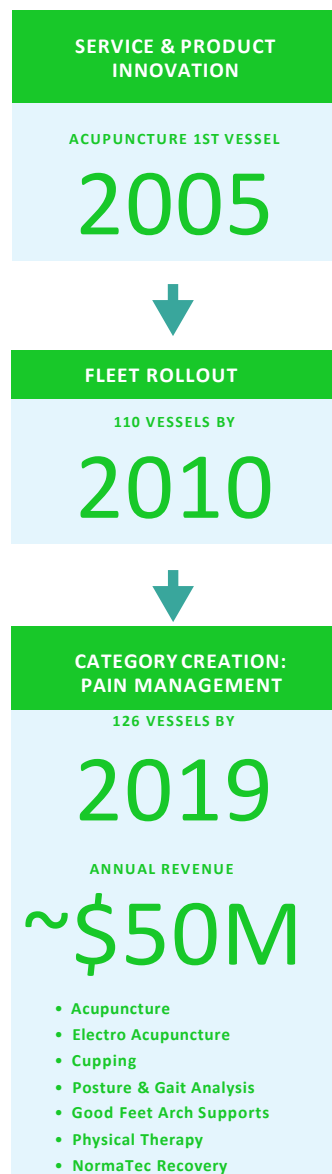 SERVICE & PRODUCT
INNOVATION
ACUPUNCTURE 1ST VESSEL
2005
FLEET ROLLOUT
110 VESSELS BY
2010
CATEGORY CREATION:
PAIN MANAGEMENT
126 VESSELS BY
2019
ANNUAL REVENUE
~$50M
• Acupuncture
• Electro Acupuncture
• Cupping
• Posture & Gait Analysis
• Good Feet Arch Supports
• Physical Therapy
• NormaTec Recovery